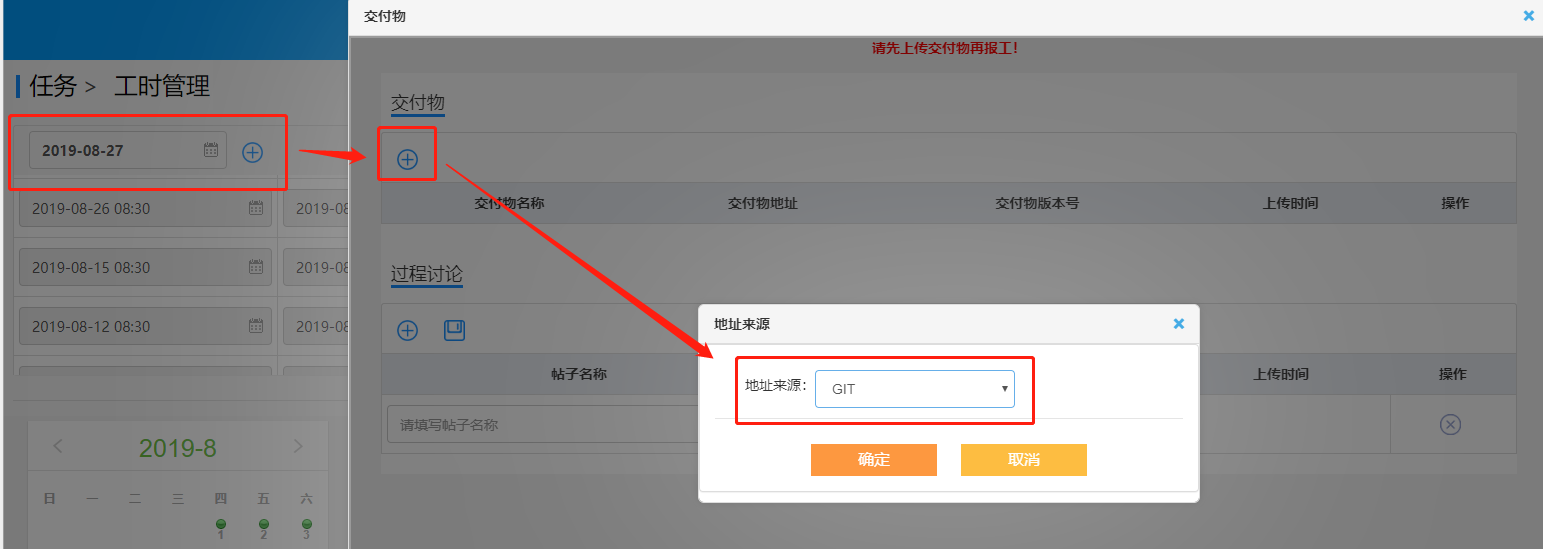 交付物
请先上传交付物再报工！
任务 > 工时管理
交付物
2019-08-27
交付物名称 交付物地址 交付物版本号 上传时间 操作
2019-08-26 08:30 2019-08
过程讨论
2019-08-15 08:30 2019-08
地址来源
2019-08-12 08:30 2019-08
帖子名称 上传时间 操作
地址来源： GIT
请填写帖子名称
2019-8
确定 取消
日 一 二 三 四 五 六
1 2 3